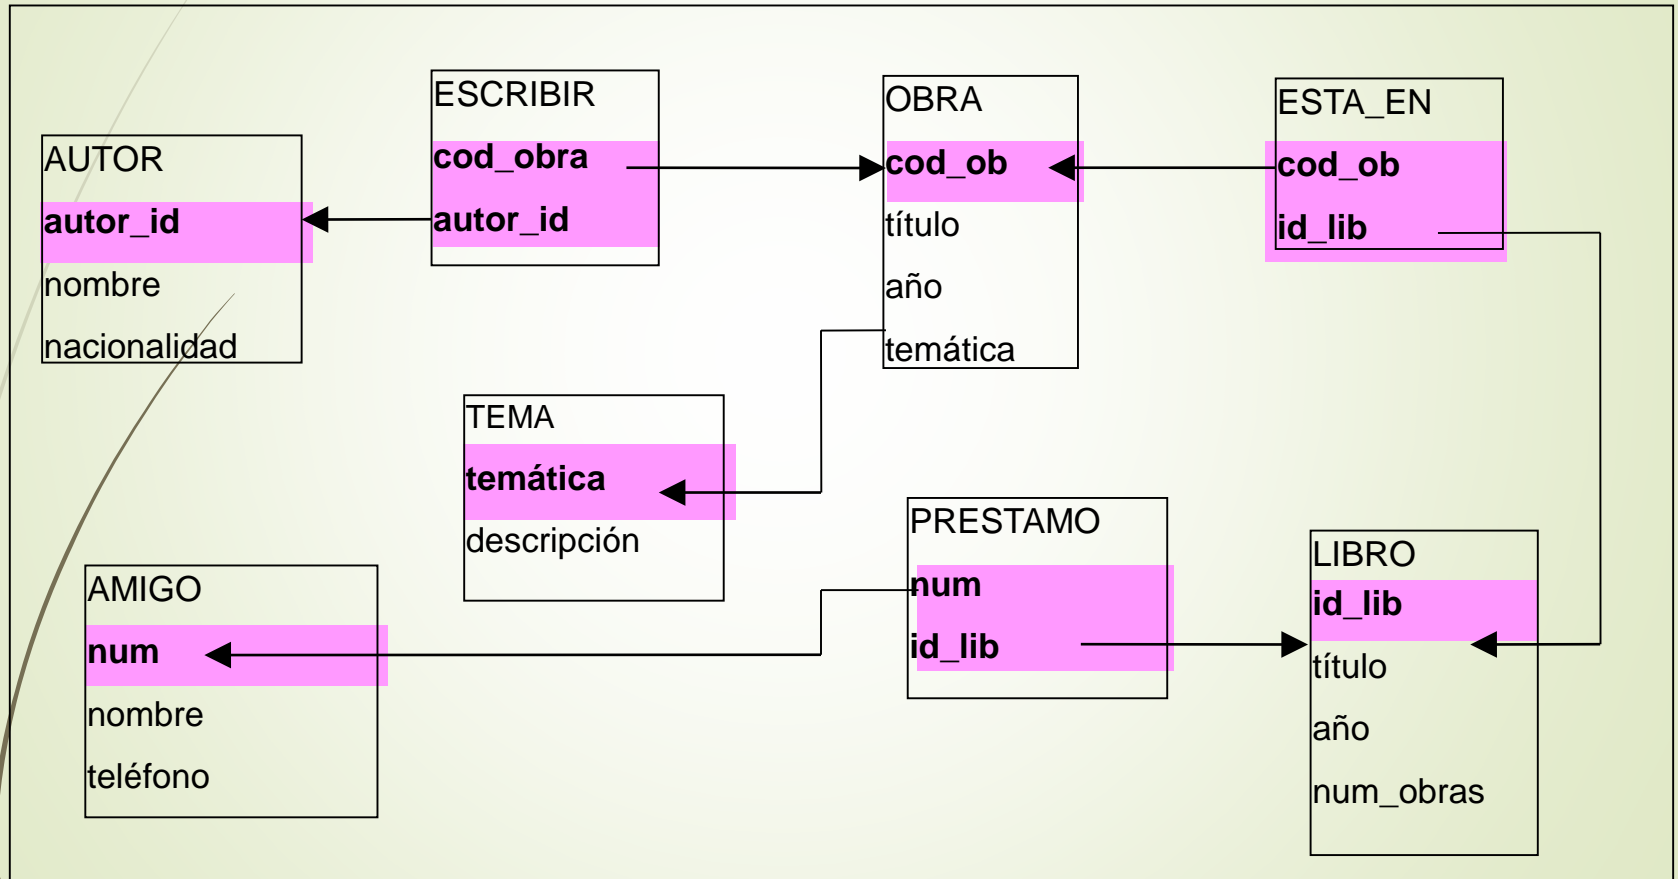 AUTOR
autor_id
nombre
nacionalidad
ESCRIBIR
cod_obra
autor_id
OBRA
cod_ob
título
año
temática
ESTA_EN
cod_ob
id_lib
TEMA
temática
descripción
AMIGO
num
nombre
teléfono
PRESTAMO
num
id_lib
LIBRO
id_lib
título
año
num_obras